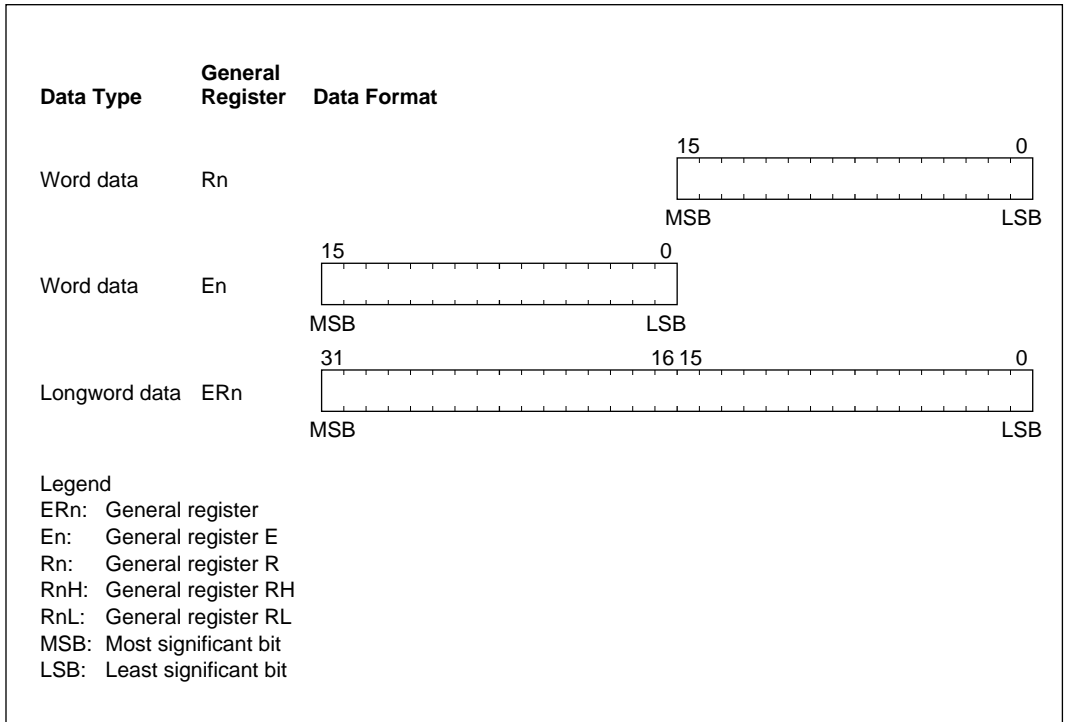 General
Data Type Register Data Format
15 0
Word data Rn
MSB LSB
15 0
Word data En
MSB LSB
31 16 15 0
Longword data ERn
MSB LSB
Legend
ERn: General register
En: General register E
Rn: General register R
RnH: General register RH
RnL: General register RL
MSB: Most significant bit
LSB: Least significant bit